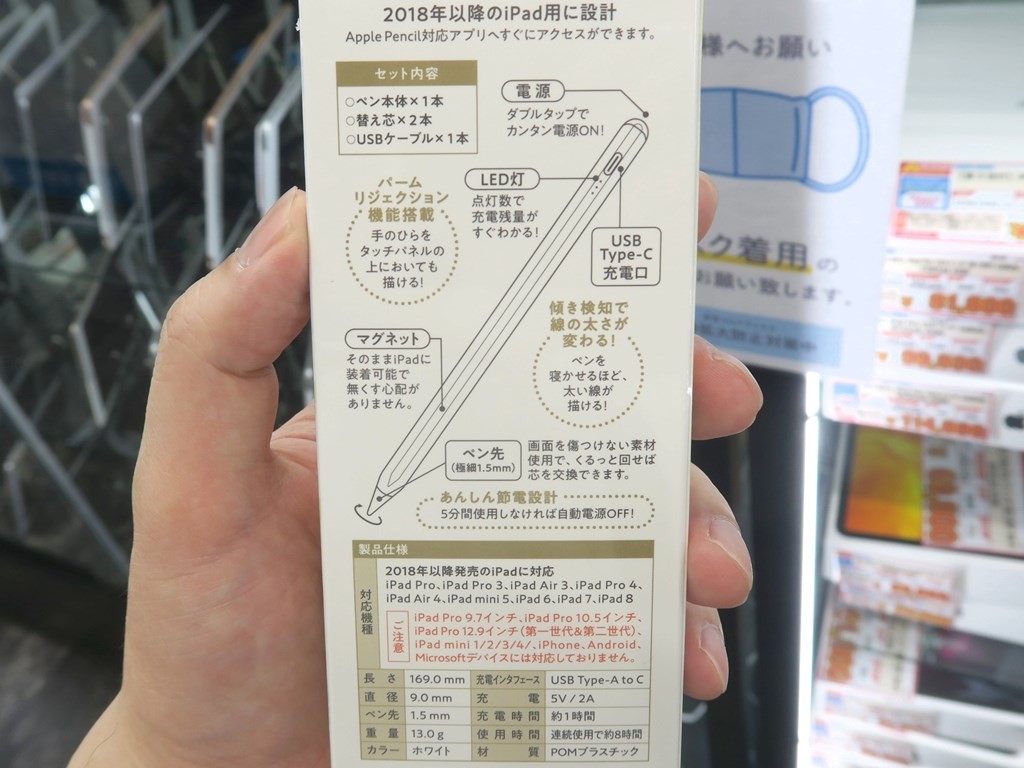 2018年以降のiPad用に設計
Apple Pencil対応アプリへすぐにアクセスができます。
セット内容
○ペン本体×1本
○替え芯×2本
○USBケーブル×1本
電源
ダブルタップで
カンタン電源ON!
LED灯
点灯数で
充電残量が
すぐわかる!
パーム
リジェクション
機能搭載
手のひらを
タッチパネルの
上においても
描ける!
USB
Type-C
充電口
傾き検知で
線の太さが
変わる!
ペンを
寝かせるほど、
太い線が
描ける!
マグネット
そのままiPadに
装着可能で
無くす心配が
ありません。
ペン先
(極細1.5mm)
画面を傷つけない素材
使用で、くるっと回せば
芯を交換できます。
あんしん節電設計
5分間使用しなければ自動電源OFF!
製品仕様
対応機種
2018年以降発売のiPadに対応
iPad Pro、iPad Pro 3、iPad Air 3、iPad Pro 4、
iPad Air 4、iPad mini 5、iPad 6、iPad 7、iPad 8
ご注意
iPad Pro 9.7インチ、iPad Pro 10.5インチ、
iPad Pro 12.9インチ(第一世代&第二世代)、
iPad mini 1/2/3/4/、iPhone、Android、
Microsoftデバイスには対応しておりません。
長さ 169.0 mm 充電インタフェース USB Type-A to C
直径 9.0 mm 充電 5V / 2A
ペン先 1.5 mm 充電時間 約1時間
重量 13.0 g 使用時間 連続使用で約8時間
カラー ホワイト 材質 POMプラスチック
様へお願い
ク着用の
お願い致します。